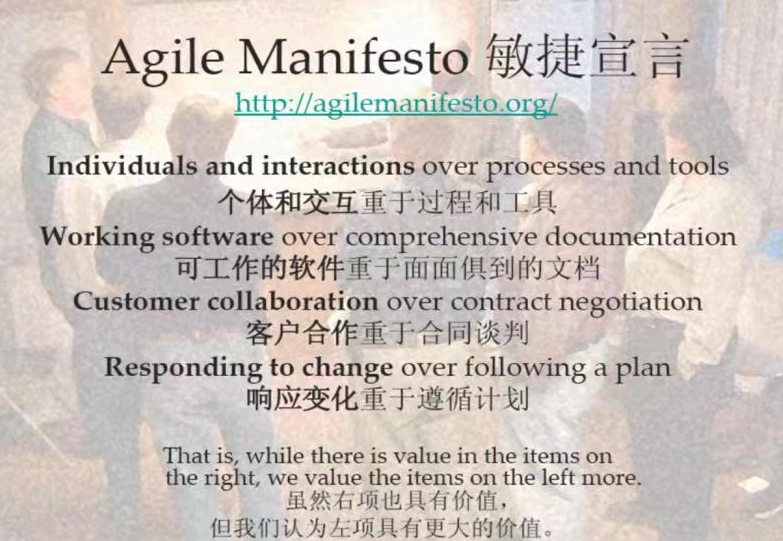 Agile Manifesto 敏捷宣言
http://agilemanifesto.org/
Individuals and interactions over processes and tools
个体和交互重于过程和工具
Working software over comprehensive documentation
可工作的软件重于面面俱到的文档
Customer collaboration over contract negotiation
客户合作重于合同谈判
Responding to change over following a plan
响应变化重于遵循计划
That is, while there is value in the items on
the right, we value the items on the left more.
虽然右项也具有价值，
但我们认为左项具有更大的价值。